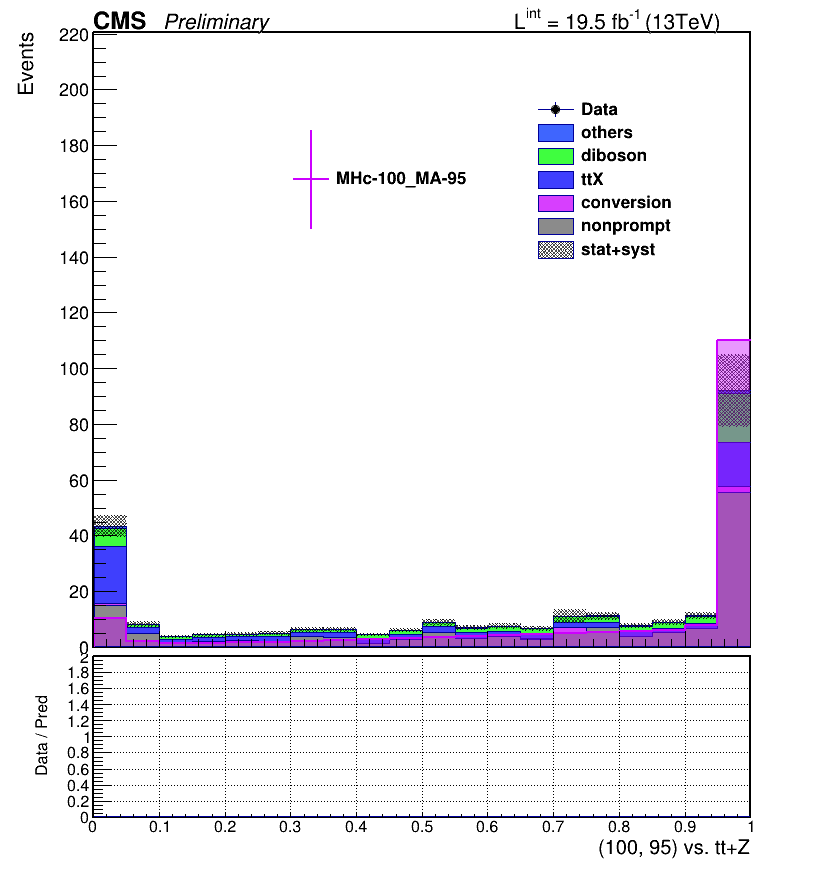 CMS Preliminary L^int = 19.5 fb^-1 (13TeV)
Events
220
200
180
160
140
120
100
80
60
40
20
0
MHc-100_MA-95
Data
others
diboson
ttX
conversion
nonprompt
stat+syst
Data / Pred
2
1.8
1.6
1.4
1.2
1
0.8
0.6
0.4
0.2
0
0 0.1 0.2 0.3 0.4 0.5 0.6 0.7 0.8 0.9 1
(100, 95) vs. tt+Z